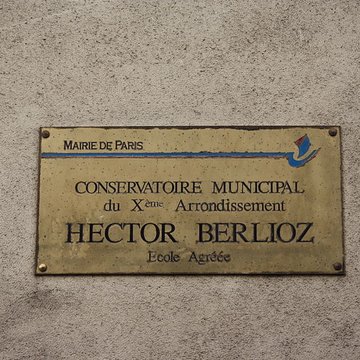 MAIRIE DE PARIS
CONSERVATOIRE MUNICIPAL
du Xème Arrondissement
HECTOR BERLIOZ
Ecole Agréée